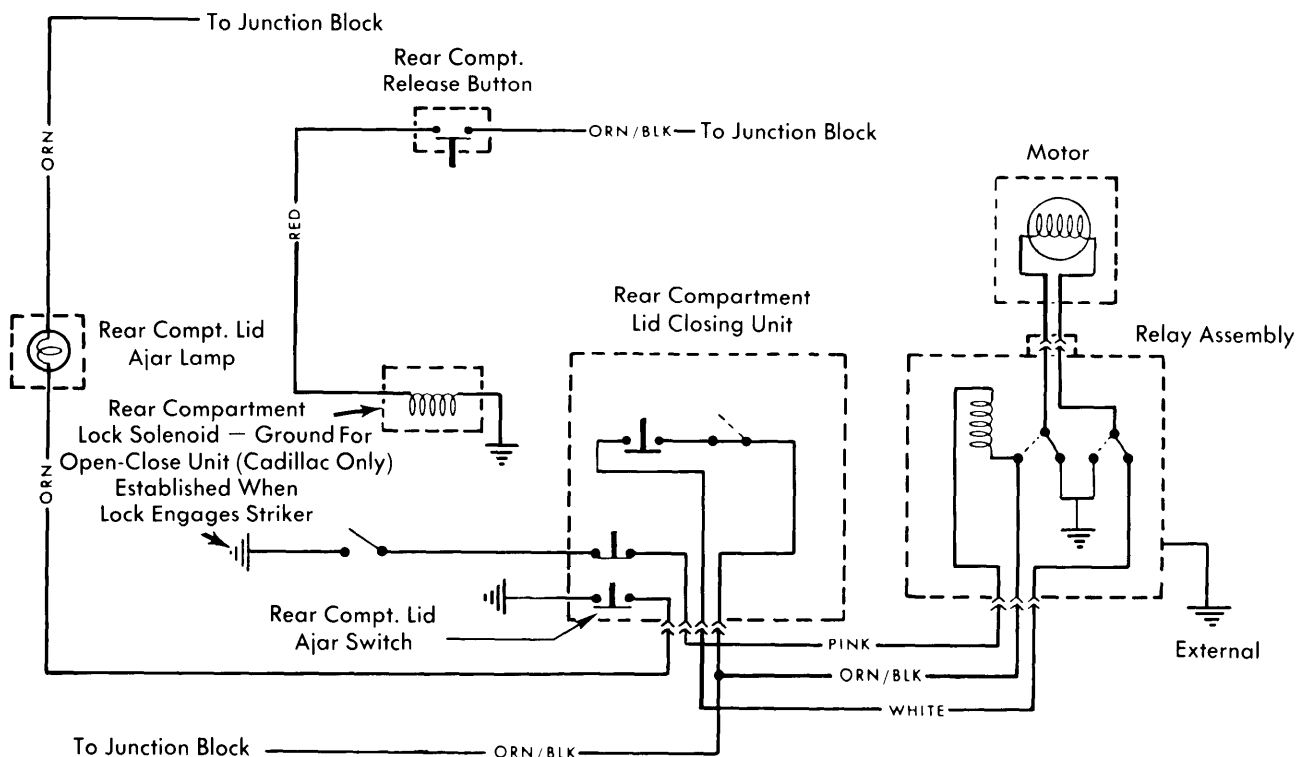 To Junction Block
Rear Compt.
Release Button
ORN
ORN/BLK
To Junction Block
Motor
RED
Rear Compartment
Lid Closing Unit
Rear Compt. Lid
Ajar Lamp
Relay Assembly
Rear Compartment
Lock Solenoid — Ground For
Open-Close Unit (Cadillac Only)
Established When
Lock Engages Striker
ORN
Rear Compt. Lid
Ajar Switch
PINK
External
ORN/BLK
WHITE
To Junction Block
ORN/BLK